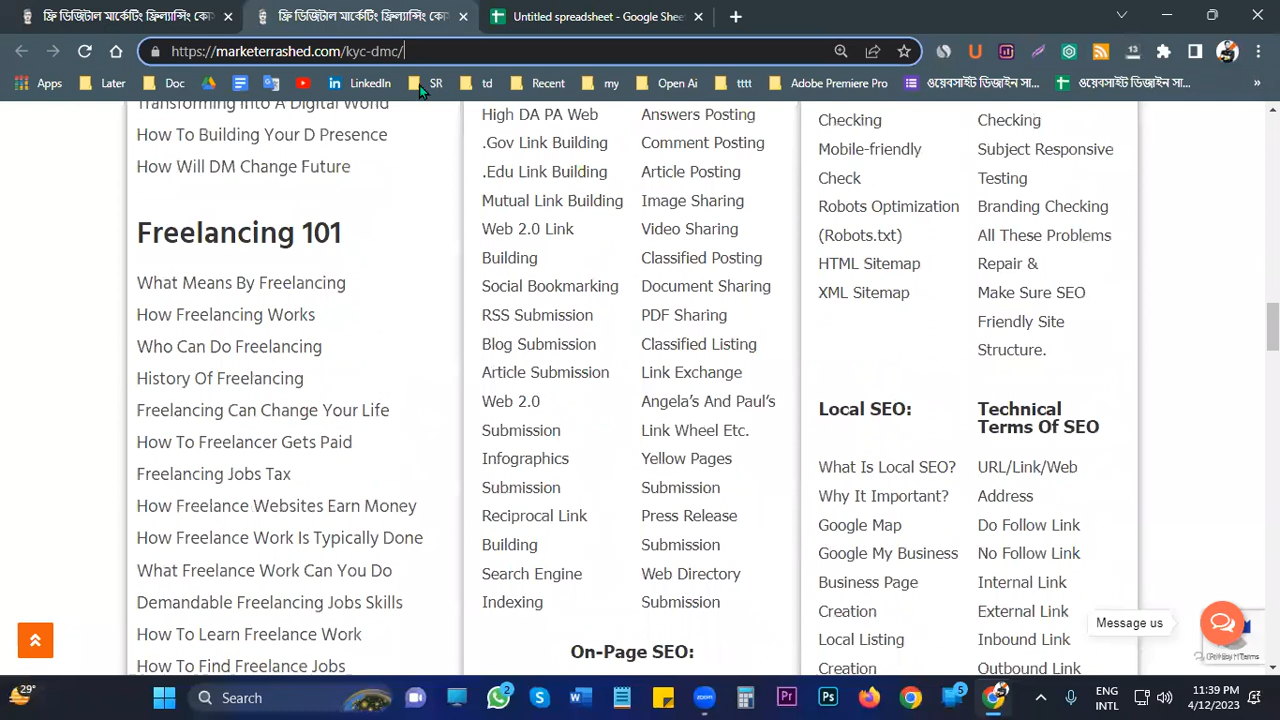 ফ্রি ডিজিটাল মার্কেটিং ফ্রিল্যান্সিং কো
ফ্রি ডিজিটাল মার্কেটিং ফ্রিল্যান্সিং কো
Untitled spreadsheet - Google Shee
https://marketerrashed.com/kyc-dmc/
13
Apps Later Doc LinkedIn SR td Recent my Open Ai tttt Adobe Premiere Pro ওয়েবসাইট ডিজাইন সা... ওয়েবসাইট ডিজাইন সা... »
Transforming Into A Digital World
How To Building Your D Presence
How Will DM Change Future
Freelancing 101
What Means By Freelancing
How Freelancing Works
Who Can Do Freelancing
History Of Freelancing
Freelancing Can Change Your Life
How To Freelancer Gets Paid
Freelancing Jobs Tax
How Freelance Websites Earn Money
How Freelance Work Is Typically Done
What Freelance Work Can You Do
Demandable Freelancing Jobs Skills
How To Learn Freelance Work
How To Find Freelance Jobs
High DA PA Web
.Gov Link Building
.Edu Link Building
Mutual Link Building
Web 2.0 Link
Building
Social Bookmarking
RSS Submission
Blog Submission
Article Submission
Web 2.0
Submission
Infographics
Submission
Reciprocal Link
Building
Search Engine
Indexing
Answers Posting
Comment Posting
Article Posting
Image Sharing
Video Sharing
Classified Posting
Document Sharing
PDF Sharing
Classified Listing
Link Exchange
Angela's And Paul's
Link Wheel Etc.
Yellow Pages
Submission
Press Release
Submission
Web Directory
Submission
On-Page SEO:
Checking
Mobile-friendly
Check
Robots Optimization
(Robots.txt)
HTML Sitemap
XML Sitemap
Checking
Subject Responsive
Testing
Branding Checking
All These Problems
Repair &
Make Sure SEO
Friendly Site
Structure.
Local SEO:
What Is Local SEO?
Why It Important?
Google Map
Google My Business
Business Page
Creation
Local Listing
Creation
Technical
Terms Of SEO
URL/Link/Web
Address
Do Follow Link
No Follow Link
Internal Link
External Link
Inbound Link
Outbound Link
Message us
Privacy · Terms
29°
Search
2
zoom
Pr
Ps
5
ENG
INTL
11:39 PM
4/12/2023